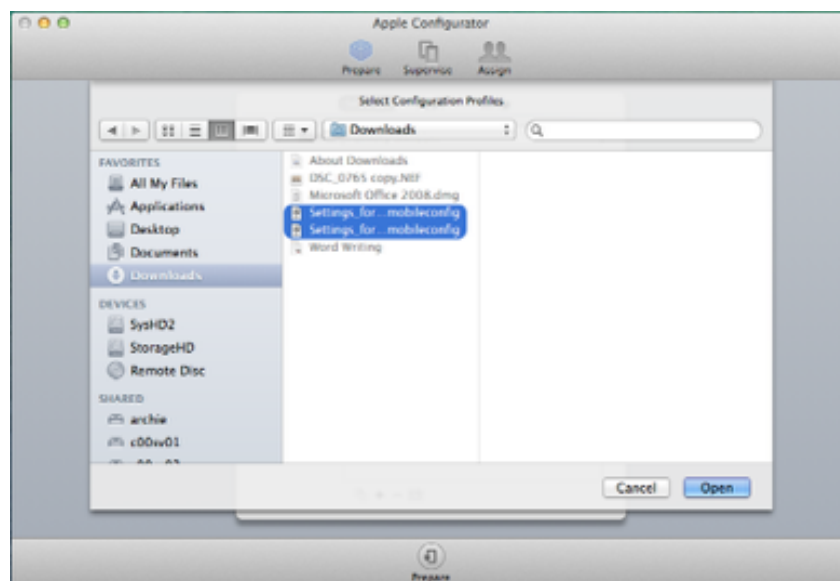 Apple Configurator
Prepare Supervise Assign
Select Configuration Profiles
Downloads
FAVORITES
All My Files
Applications
Desktop
Documents
Downloads
DEVICES
SysHD2
StorageHD
Remote Disc
SHARED
archie
c00sv01
About Downloads
DSC_0765 copy.NEF
Microsoft Office 2008.dmg
Settings_for...mobileconfig
Settings_for...mobileconfig
Word Writing
Cancel Open
Prepare